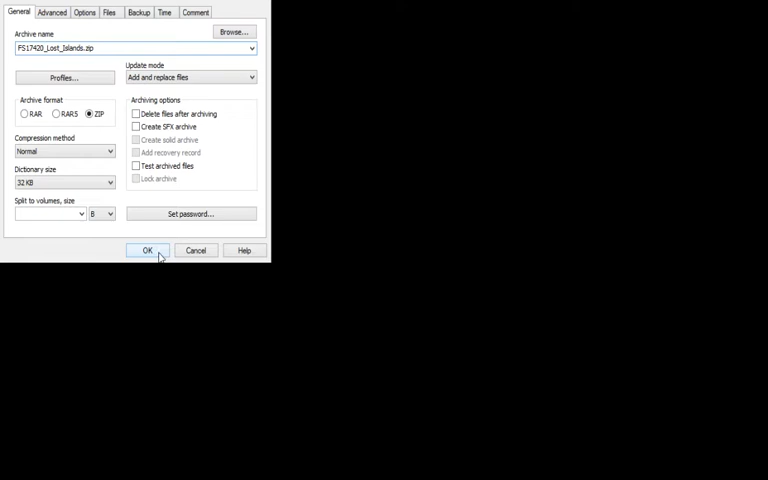 General Advanced Options Files Backup Time Comment
Archive name
Browse...
FS17420_Lost_Islands.zip
Update mode
Profiles...
Add and replace files
Archive format
Archiving options
RAR RAR5 ZIP
Delete files after archiving
Create SFX archive
Compression method
Create solid archive
Normal
Add recovery record
Dictionary size
Test archived files
32 KB
Lock archive
Split to volumes, size
B
Set password...
OK Cancel Help